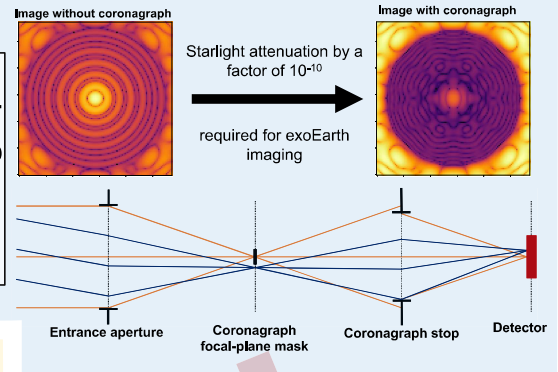 Image without coronagraph
Image with coronagraph
Starlight attenuation by a
factor of 10-10
required for exoEarth
imaging
Entrance aperture
Coronagraph
focal-plane mask
Coronagraph stop
Detector